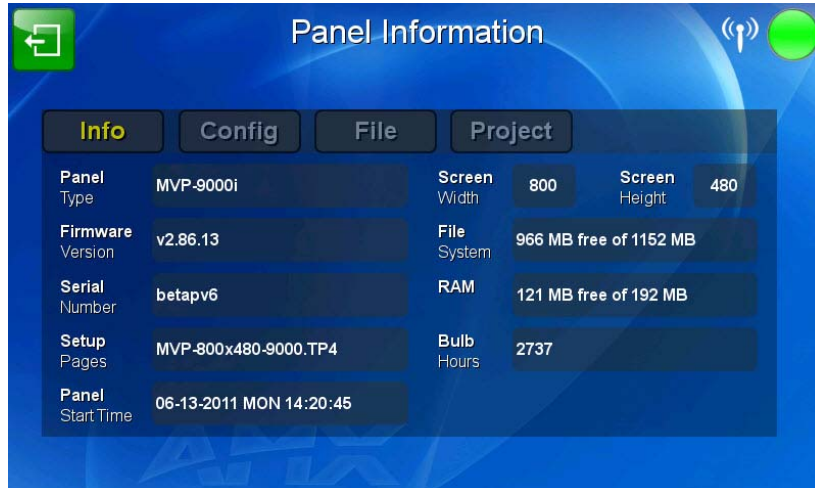 Panel Information
Info Config File Project
Panel Type MVP-9000i Screen Width 800 Screen Height 480
Firmware Version v2.86.13 File System 966 MB free of 1152 MB
Serial Number betapv6 RAM 121 MB free of 192 MB
Setup Pages MVP-800x480-9000.TP4 Bulb Hours 2737
Panel Start Time 06-13-2011 MON 14:20:45
AMX